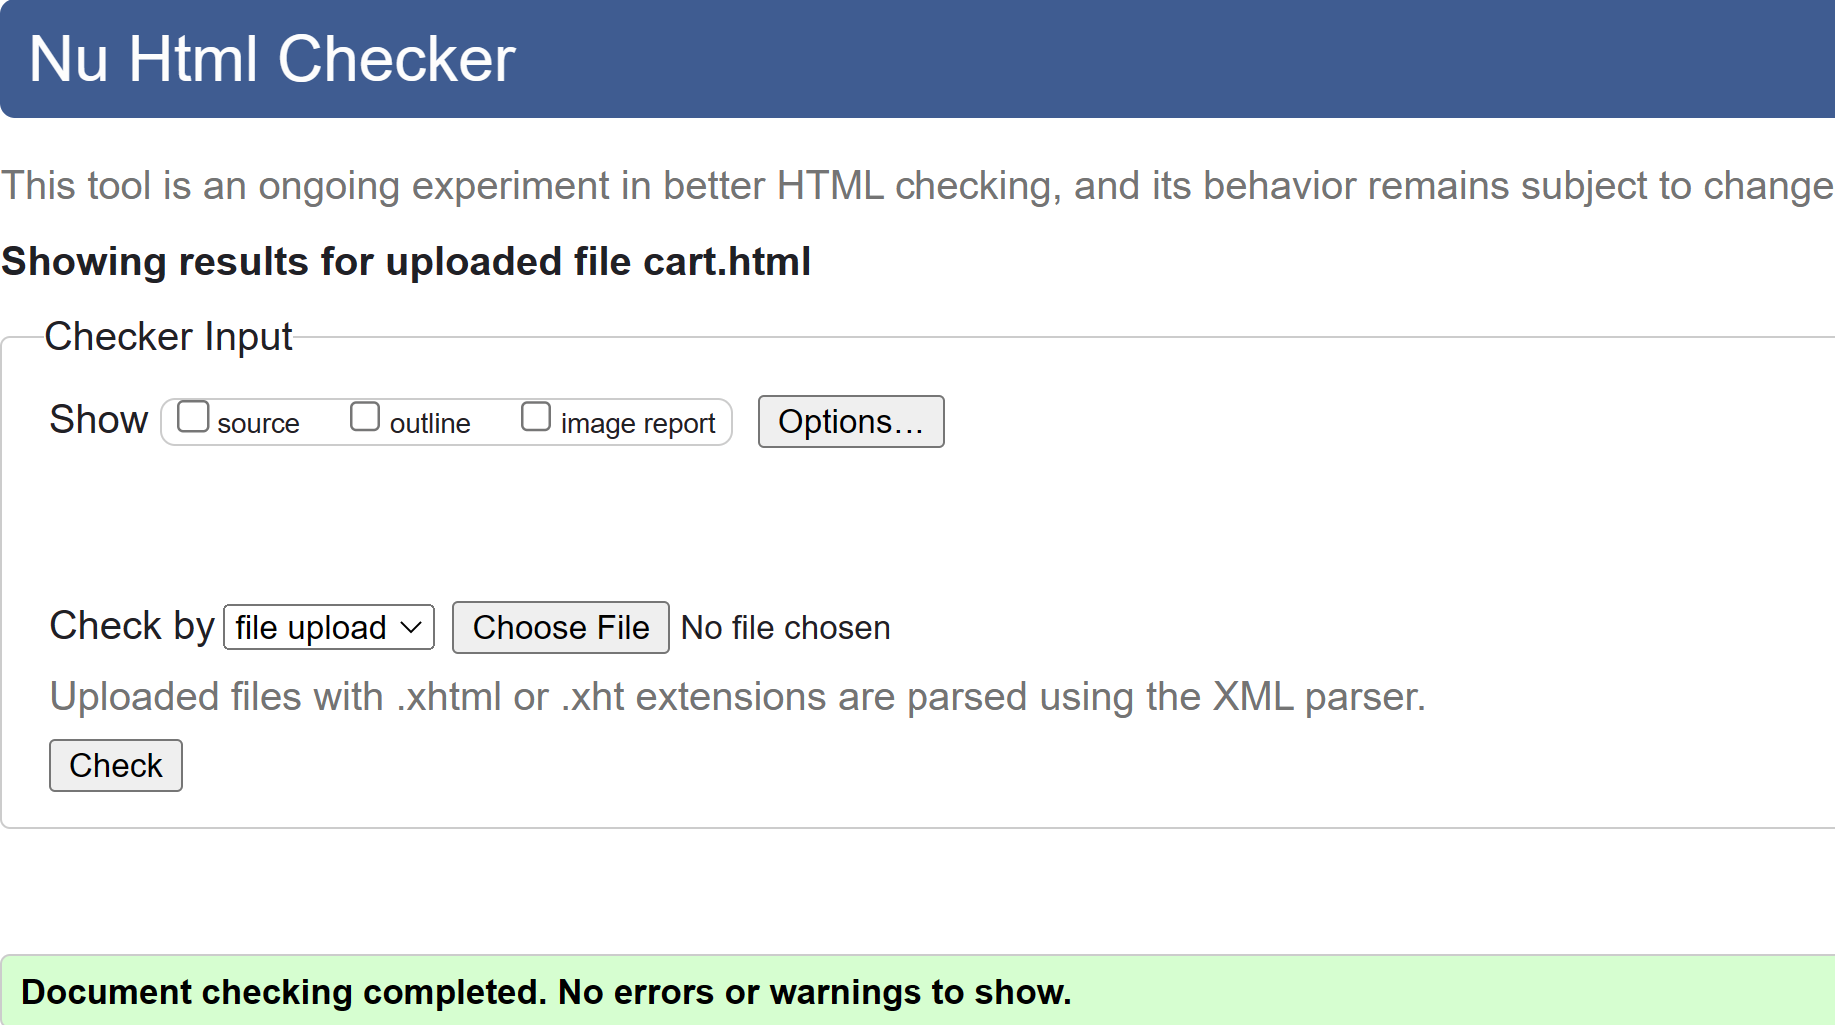 Nu Html Checker
This tool is an ongoing experiment in better HTML checking, and its behavior remains subject to change
Showing results for uploaded file cart.html
Checker Input
Show source outline image report Options…
Check by file upload Choose File No file chosen
Uploaded files with .xhtml or .xht extensions are parsed using the XML parser.
Check
Document checking completed. No errors or warnings to show.